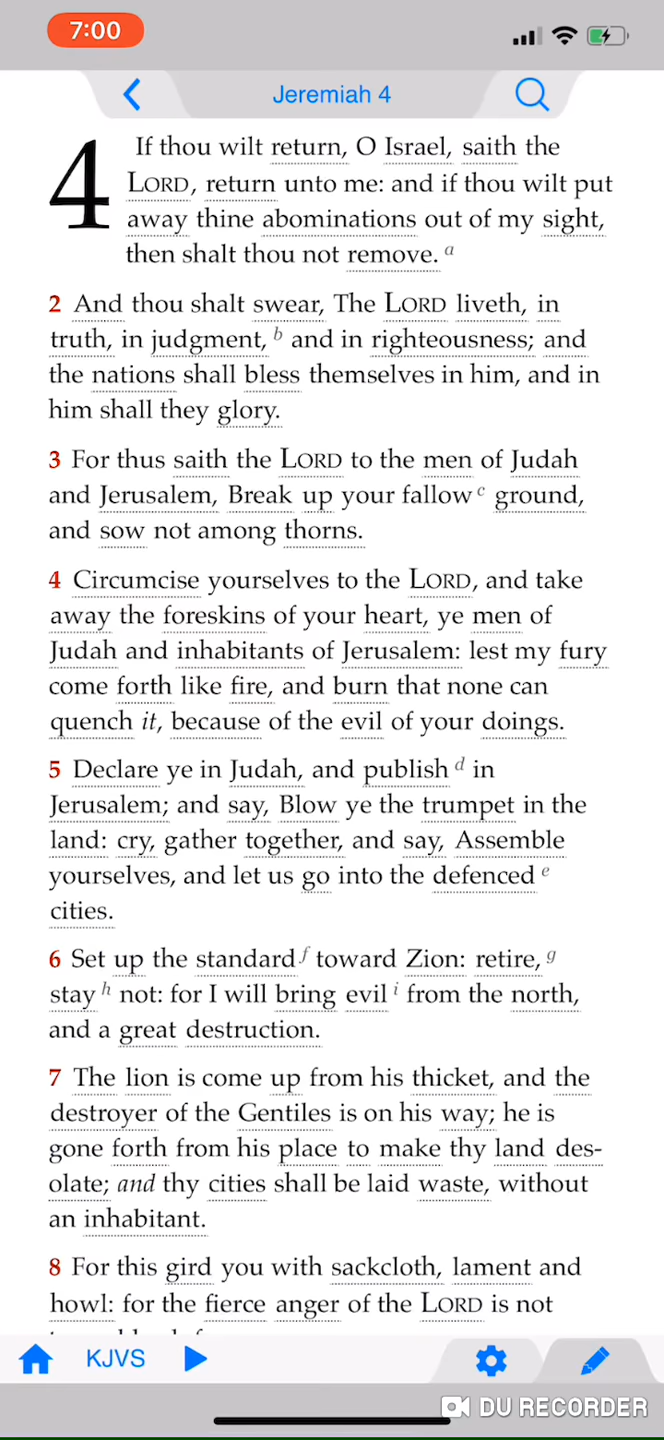 7:00
Jeremiah 4
4 If thou wilt return, O Israel, saith the
LORD, return unto me: and if thou wilt put
away thine abominations out of my sight,
then shalt thou not remove. a
2 And thou shalt swear, The LORD liveth, in
truth, in judgment, b and in righteousness; and
the nations shall bless themselves in him, and in
him shall they glory.
3 For thus saith the LORD to the men of Judah
and Jerusalem, Break up your fallow c ground,
and sow not among thorns.
4 Circumcise yourselves to the LORD, and take
away the foreskins of your heart, ye men of
Judah and inhabitants of Jerusalem: lest my fury
come forth like fire, and burn that none can
quench it, because of the evil of your doings.
5 Declare ye in Judah, and publish d in
Jerusalem; and say, Blow ye the trumpet in the
land: cry, gather together, and say, Assemble
yourselves, and let us go into the defenced e
cities.
6 Set up the standard f toward Zion: retire, g
stay h not: for I will bring evil i from the north,
and a great destruction.
7 The lion is come up from his thicket, and the
destroyer of the Gentiles is on his way; he is
gone forth from his place to make thy land des-
olate; and thy cities shall be laid waste, without
an inhabitant.
8 For this gird you with sackcloth, lament and
howl: for the fierce anger of the LORD is not
KJVS
DU RECORDER